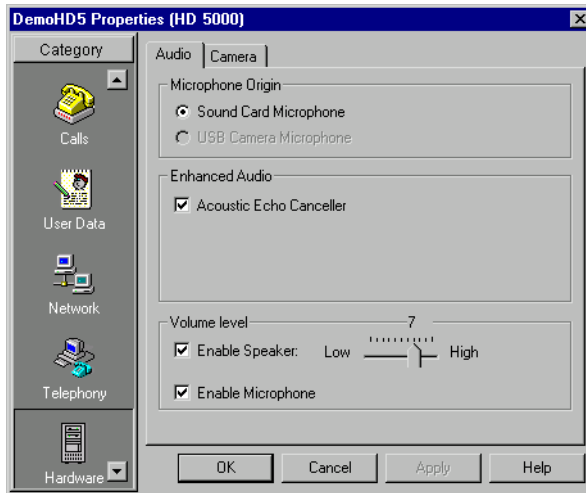 DemoHD5 Properties (HD 5000)
Category
Calls
User Data
Network
Telephony
Hardware
Audio Camera
Microphone Origin
Sound Card Microphone
USB Camera Microphone
Enhanced Audio
Acoustic Echo Canceller
Volume level 7
Enable Speaker: Low High
Enable Microphone
OK Cancel Apply Help